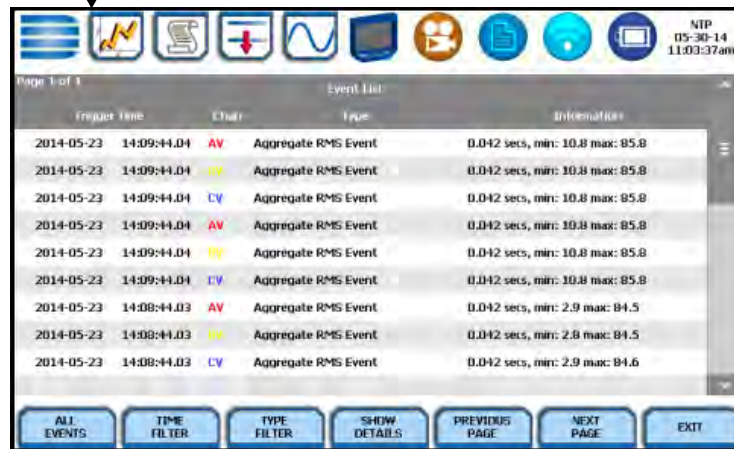 NTP
05-30-14
11:03:37am
Page 1 of 1
Event List
Trigger Time Chan Type Information
2014-05-23 14:09:44.04 AV Aggregate RMS Event 0.042 secs, min: 10.8 max: 85.8
2014-05-23 14:09:44.04 Aggregate RMS Event 0.042 secs, min: 10.8 max: 85.8
2014-05-23 14:09:44.04 CV Aggregate RMS Event 0.042 secs, min: 10.8 max: 85.8
2014-05-23 14:09:44.04 AV Aggregate RMS Event 0.042 secs, min: 10.8 max: 85.8
2014-05-23 14:09:44.04 Aggregate RMS Event 0.042 secs, min: 10.8 max: 85.8
2014-05-23 14:09:44.04 CV Aggregate RMS Event 0.042 secs, min: 10.8 max: 85.8
2014-05-23 14:08:44.03 AV Aggregate RMS Event 0.042 secs, min: 2.9 max: 84.5
2014-05-23 14:08:44.03 Aggregate RMS Event 0.042 secs, min: 2.8 max: 84.5
2014-05-23 14:08:44.03 CV Aggregate RMS Event 0.042 secs, min: 2.9 max: 84.6
ALL EVENTS
TIME FILTER
TYPE FILTER
SHOW DETAILS
PREVIOUS PAGE
NEXT PAGE
EXIT